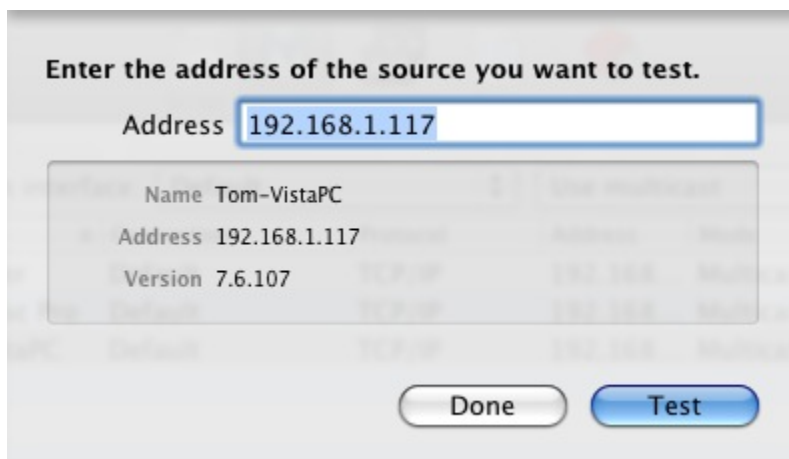 Enter the address of the source you want to test.
Address 192.168.1.117
Name Tom-VistaPC
Address 192.168.1.117
Version 7.6.107
Done Test